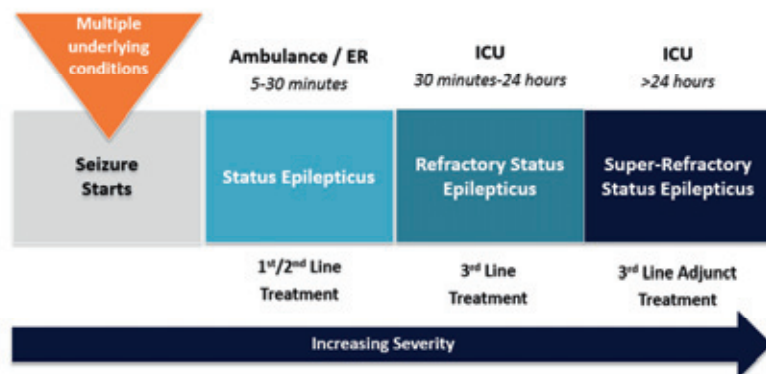 Multiple
underlying
conditions
Ambulance / ER
5-30 minutes
ICU
30 minutes-24 hours
ICU
>24 hours
Seizure
Starts
Status Epilepticus
Refractory Status
Epilepticus
Super-Refractory
Status Epilepticus
1st/2nd Line
Treatment
3rd Line
Treatment
3rd Line Adjunct
Treatment
Increasing Severity